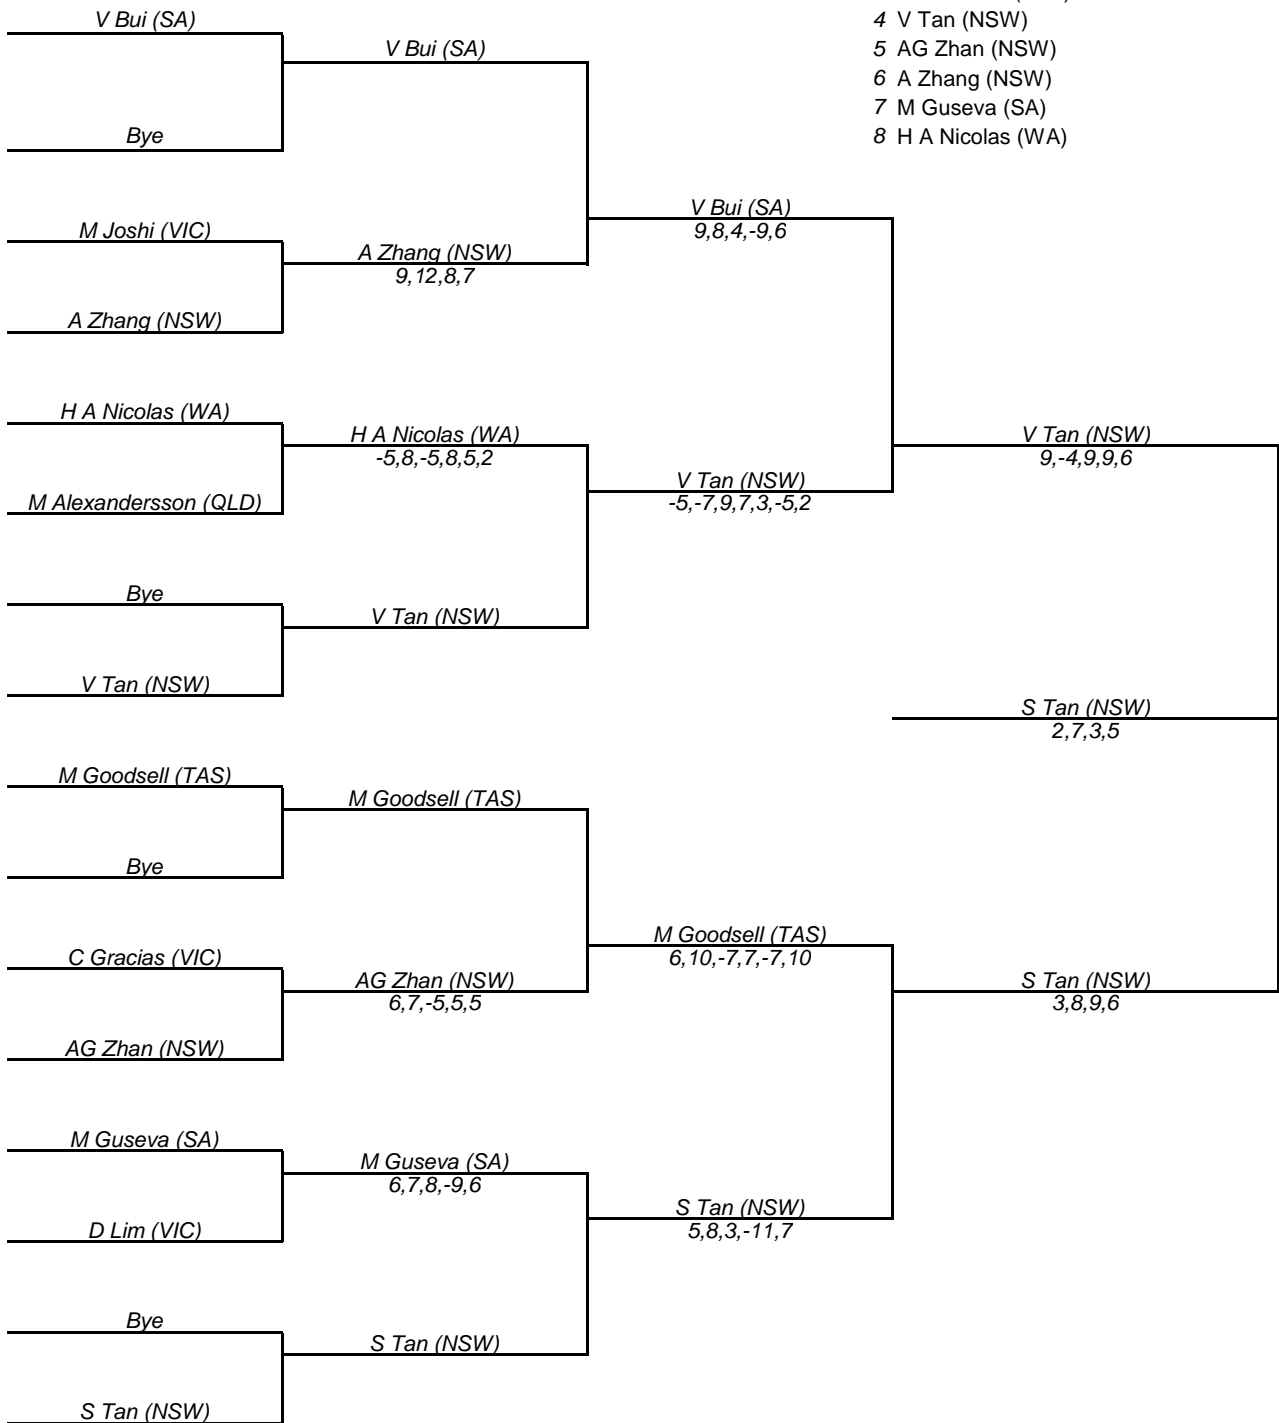 V Bui (SA)
Bye
M Joshi (VIC)
A Zhang (NSW)
H A Nicolas (WA)
M Alexandersson (QLD)
Bye
V Tan (NSW)
M Goodsell (TAS)
Bye
C Gracias (VIC)
AG Zhan (NSW)
M Guseva (SA)
D Lim (VIC)
Bye
S Tan (NSW)
V Bui (SA)
A Zhang (NSW)
9,12,8,7
H A Nicolas (WA)
-5,8,-5,8,5,2
V Tan (NSW)
M Goodsell (TAS)
AG Zhan (NSW)
6,7,-5,5,5
M Guseva (SA)
6,7,8,-9,6
S Tan (NSW)
V Bui (SA)
9,8,4,-9,6
V Tan (NSW)
-5,-7,9,7,3,-5,2
M Goodsell (TAS)
6,10,-7,7,-7,10
S Tan (NSW)
5,8,3,-11,7
4 V Tan (NSW)
5 AG Zhan (NSW)
6 A Zhang (NSW)
7 M Guseva (SA)
8 H A Nicolas (WA)
V Tan (NSW)
9,-4,9,9,6
S Tan (NSW)
2,7,3,5
S Tan (NSW)
3,8,9,6